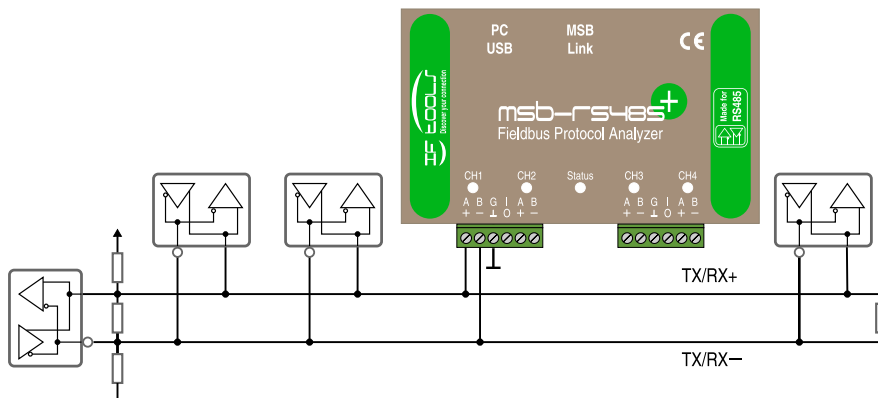 PC
USB
MSB
Link
CE
IFTOOLS
Discover your connection
msb-rs485+
Fieldbus Protocol Analyzer
Made for
RS485
CH1
CH2
Status
CH3
CH4
A B G I A B
+ − ⊥ O + −
A B G I A B
+ − ⊥ O + −
TX/RX+
TX/RX−